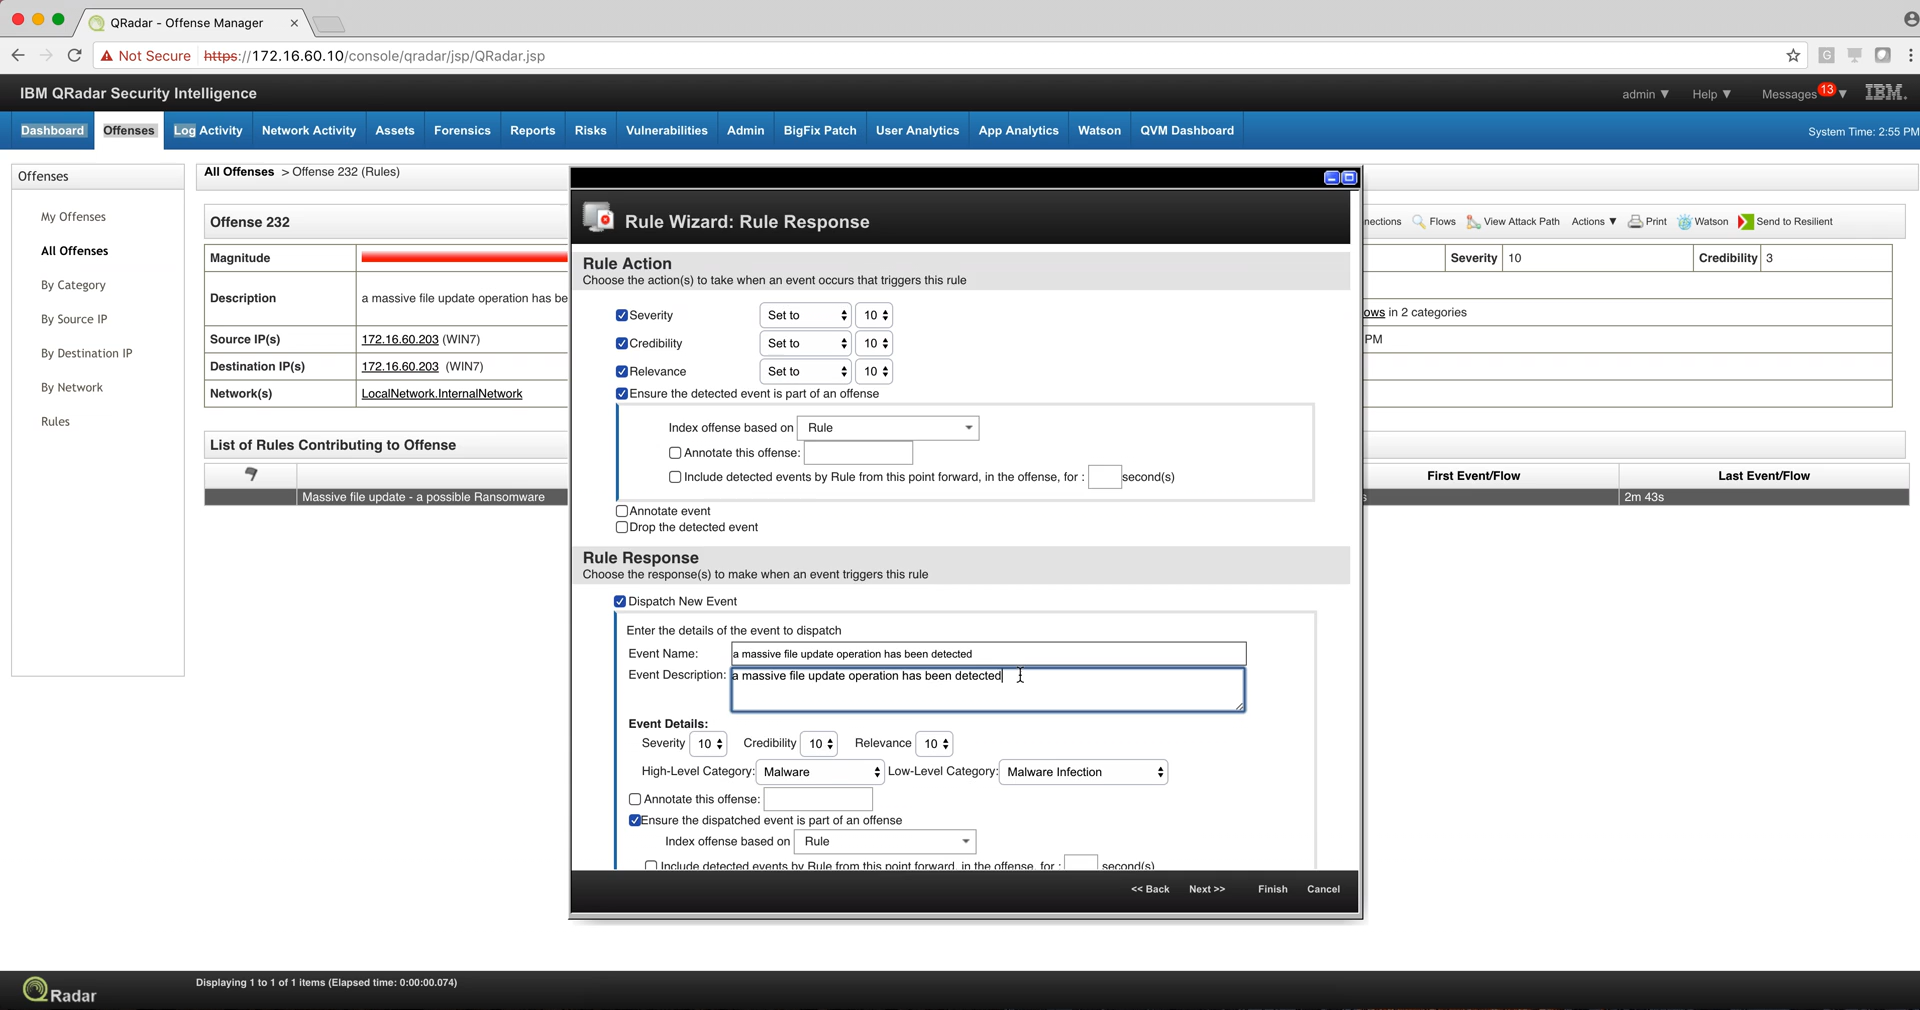 QRadar - Offense Manager
Not Secure https://172.16.60.10/console/qradar/jsp/QRadar.jsp
IBM QRadar Security Intelligence
admin ▼ Help ▼ Messages 13 ▼ IBM.
Dashboard Offenses Log Activity Network Activity Assets Forensics Reports Risks Vulnerabilities Admin BigFix Patch User Analytics App Analytics Watson QVM Dashboard System Time: 2:55 PM
Offenses
My Offenses
All Offenses
By Category
By Source IP
By Destination IP
By Network
Rules
All Offenses > Offense 232 (Rules)
Offense 232
nections Flows View Attack Path Actions ▼ Print Watson Send to Resilient
Magnitude
Severity 10 Credibility 3
Description a massive file update operation has be
ows in 2 categories
Source IP(s) 172.16.60.203 (WIN7)
PM
Destination IP(s) 172.16.60.203 (WIN7)
Network(s) LocalNetwork.InternalNetwork
List of Rules Contributing to Offense
First Event/Flow Last Event/Flow
Massive file update - a possible Ransomware
s 2m 43s
Rule Wizard: Rule Response
Rule Action
Choose the action(s) to take when an event occurs that triggers this rule
Severity Set to 10
Credibility Set to 10
Relevance Set to 10
Ensure the detected event is part of an offense
Index offense based on Rule
Annotate this offense:
Include detected events by Rule from this point forward, in the offense, for : second(s)
Annotate event
Drop the detected event
Rule Response
Choose the response(s) to make when an event triggers this rule
Dispatch New Event
Enter the details of the event to dispatch
Event Name: a massive file update operation has been detected
Event Description: a massive file update operation has been detected
Event Details:
Severity 10 Credibility 10 Relevance 10
High-Level Category: Malware Low-Level Category: Malware Infection
Annotate this offense:
Ensure the dispatched event is part of an offense
Index offense based on Rule
Include detected events by Rule from this point forward, in the offense, for : second(s)
<< Back Next >> Finish Cancel
QRadar
Displaying 1 to 1 of 1 items (Elapsed time: 0:00:00.074)